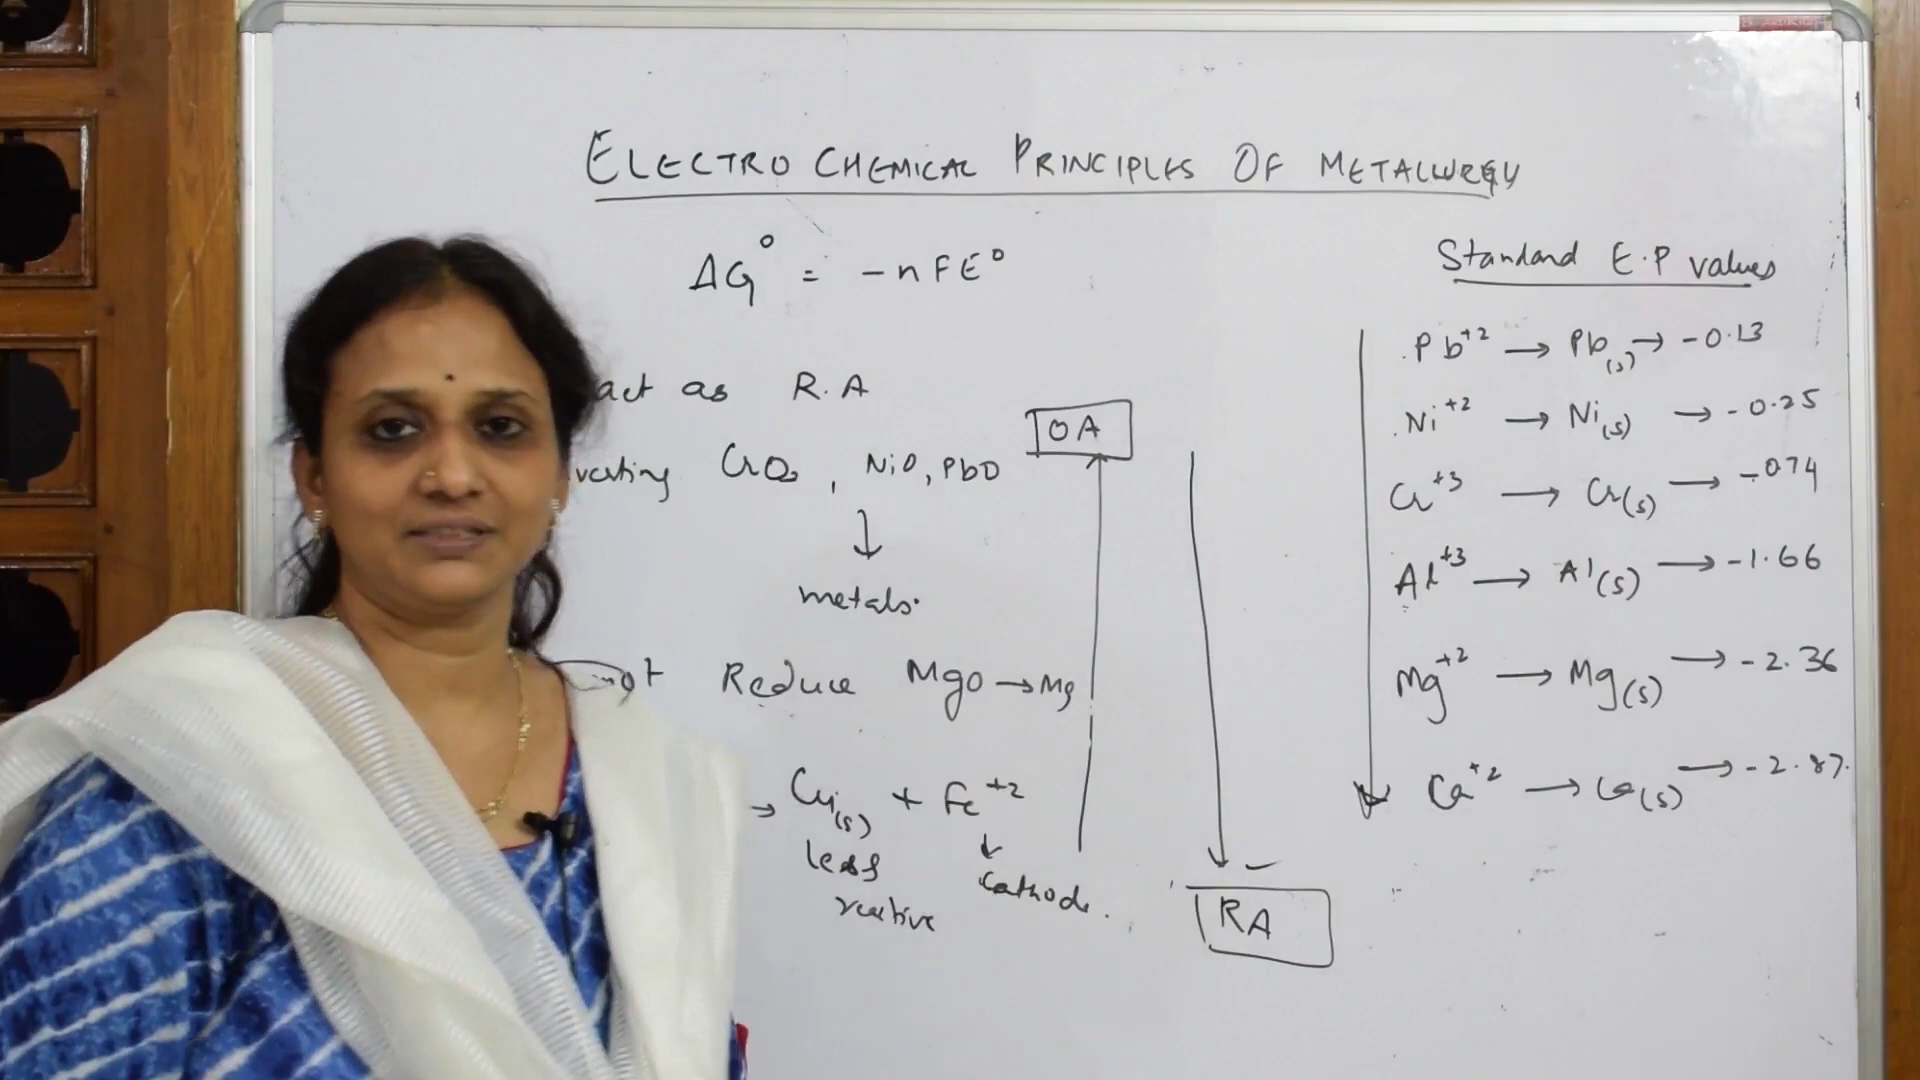 ELECTRO CHEMICAL PRINCIPLES OF METALLURGY
ΔG° = -nFE°
act as R.A
OA
verting CrO₃, NiO, PbO
↓
metals.
not Reduce MgO → Mg
→ Cu(s) + Fe⁺²
less
reactive
↓
Cathode.
RA
Standard E.P values
Pb⁺² → Pb(s) → -0.13
Ni⁺² → Ni(s) → -0.25
Cr⁺³ → Cr(s) → -0.74
Al⁺³ → Al(s) → -1.66
Mg⁺² → Mg(s) → -2.36
Ca⁺² → Ca(s) → -2.87.